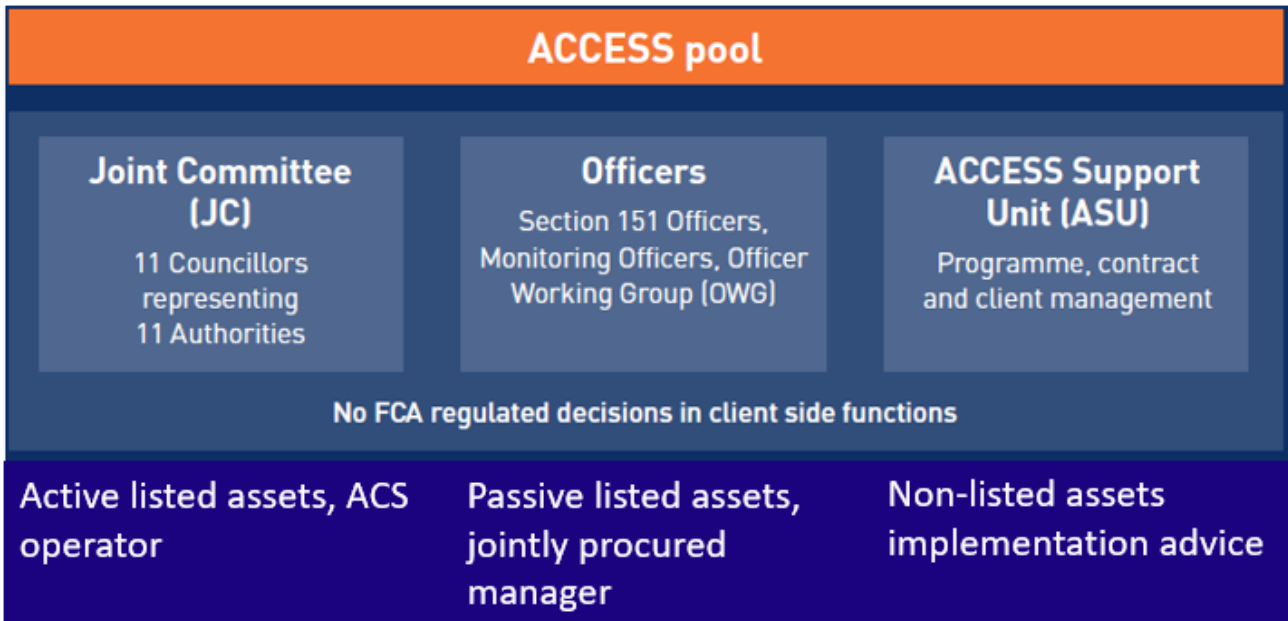 ACCESS pool
Joint Committee
(JC)
11 Councillors
representing
11 Authorities
Officers
Section 151 Officers,
Monitoring Officers, Officer
Working Group (OWG)
ACCESS Support
Unit (ASU)
Programme, contract
and client management
No FCA regulated decisions in client side functions
Active listed assets, ACS
operator
Passive listed assets,
jointly procured
manager
Non-listed assets
implementation advice